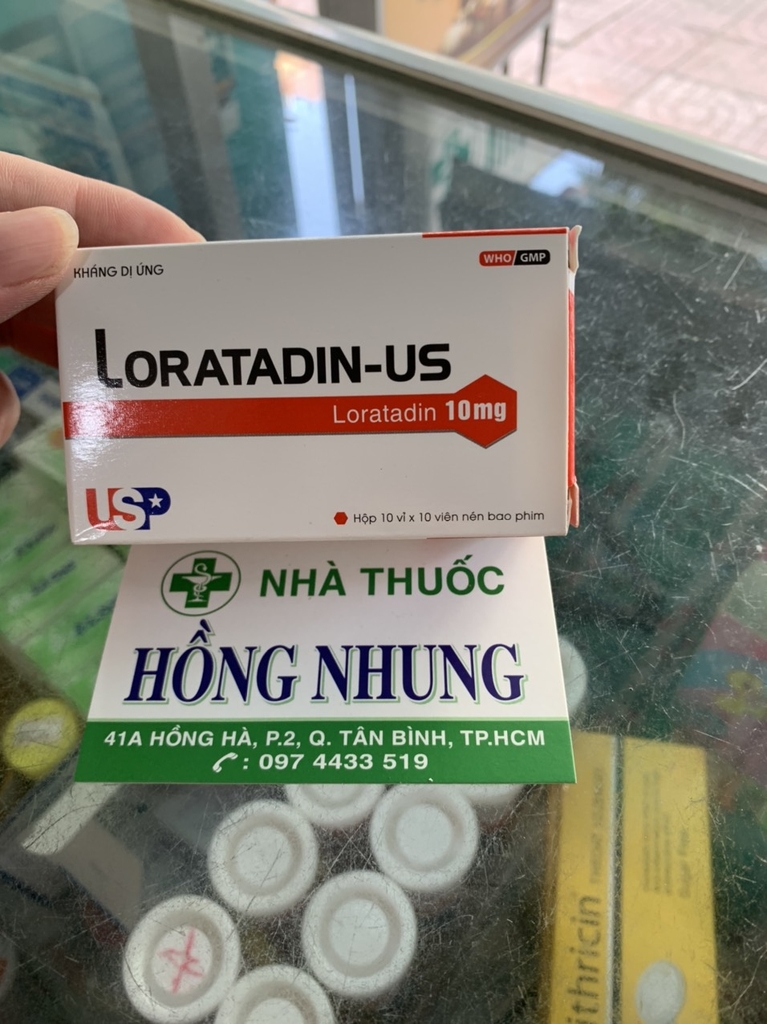 KHÁNG DỊ ỨNG
WHO GMP
LORATADIN-US
Loratadin 10mg
USP
Hộp 10 vỉ x 10 viên nén bao phim
NHÀ THUỐC
HỒNG NHUNG
41A HỒNG HÀ, P.2, Q. TÂN BÌNH, TP.HCM
: 097 4433 519
ithricin